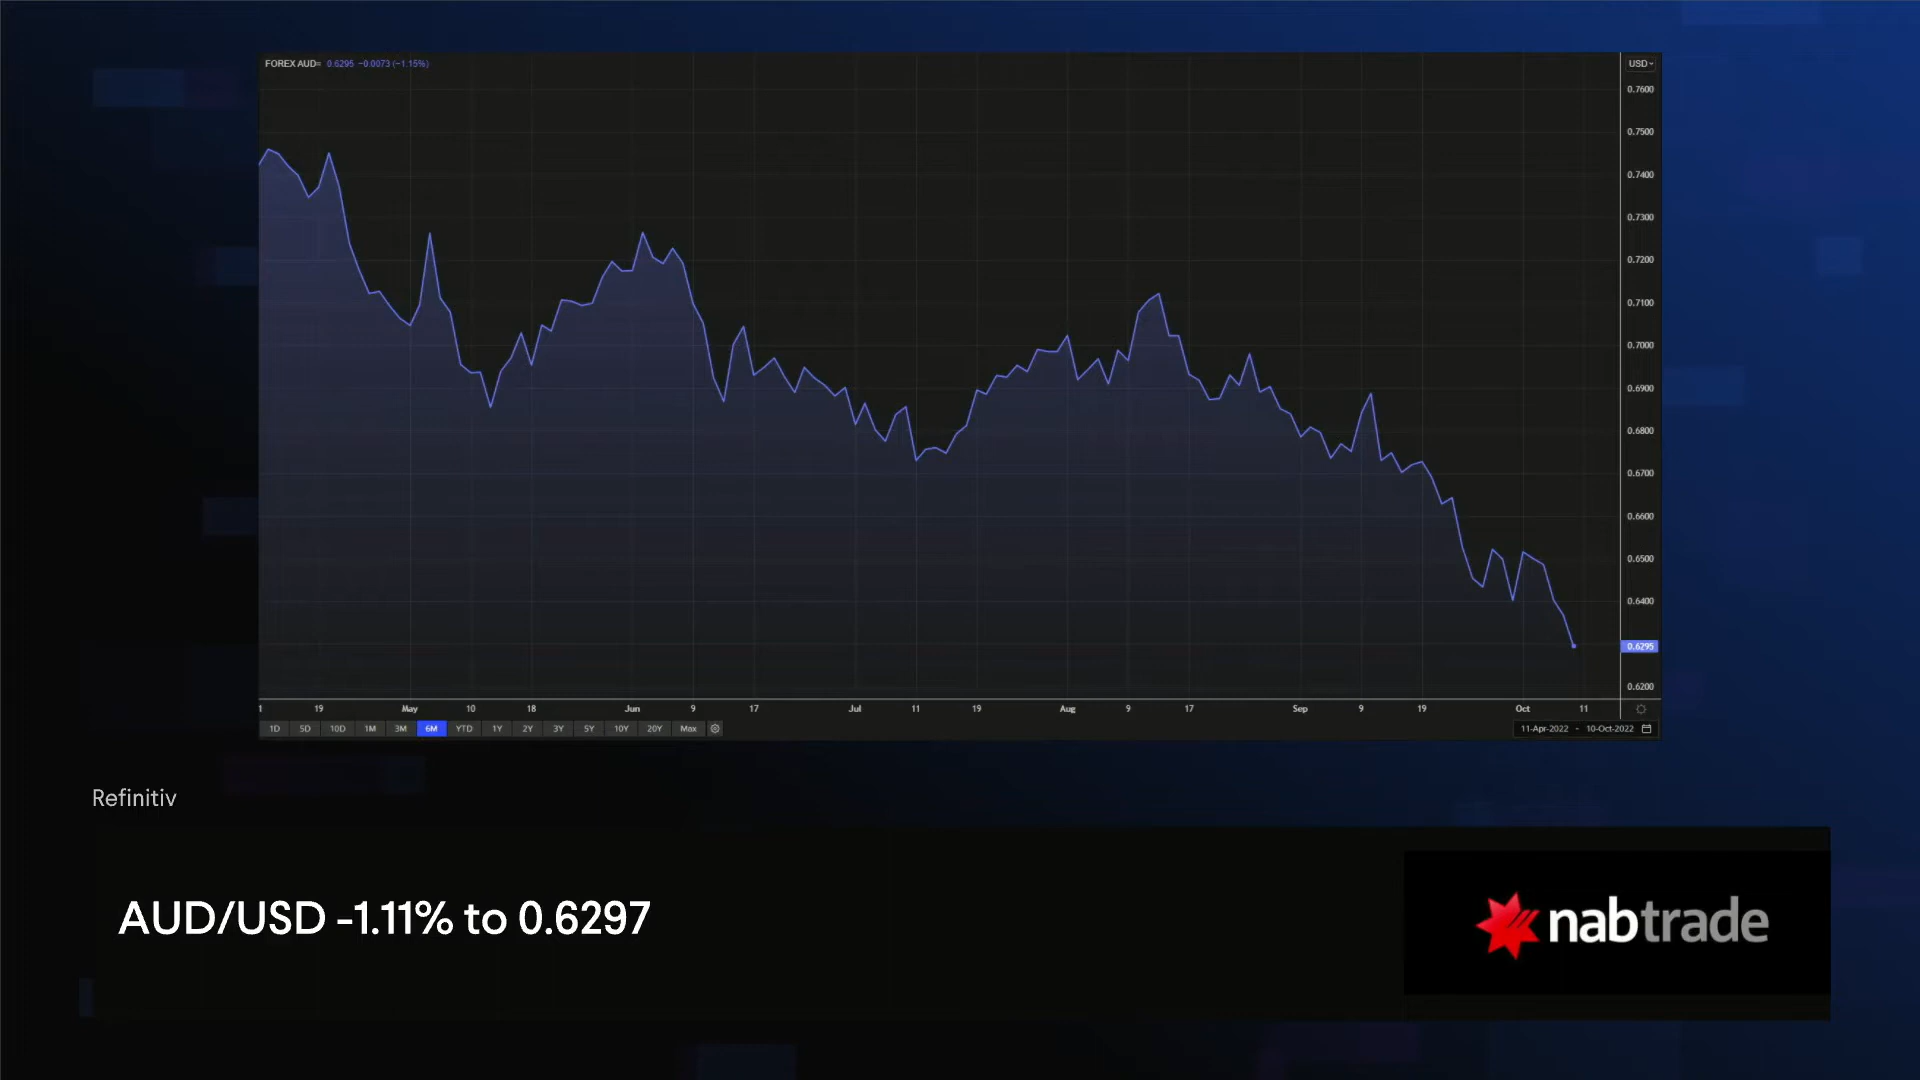 FOREX AUD= 0.6295 −0.0073 (−1.15%)
USD
0.7600
0.7500
0.7400
0.7300
0.7200
0.7100
0.7000
0.6900
0.6800
0.6700
0.6600
0.6500
0.6400
0.6295
0.6200
1 19 May 10 18 Jun 9 17 Jul 11 19 Aug 9 17 Sep 9 19 Oct 11
1D 5D 10D 1M 3M 6M YTD 1Y 2Y 3Y 5Y 10Y 20Y Max 11-Apr-2022 - 10-Oct-2022
Refinitiv
AUD/USD -1.11% to 0.6297
nabtrade